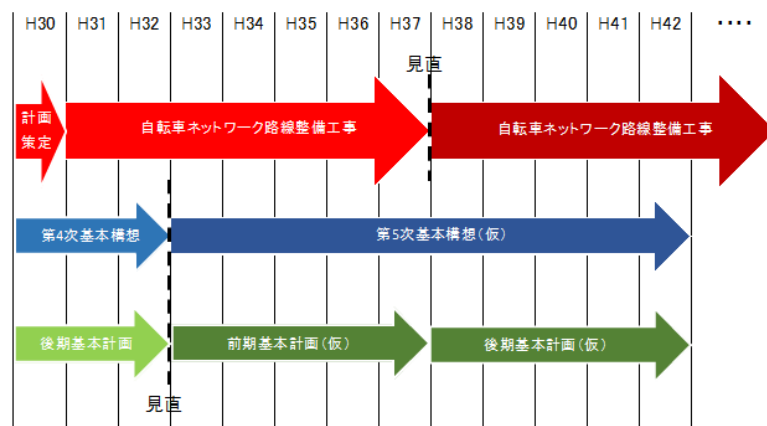 H30 H31 H32 H33 H34 H35 H36 H37 H38 H39 H40 H41 H42 ････
見直
計画
策定
自転車ネットワーク路線整備工事
自転車ネットワーク路線整備工事
第4次基本構想
第5次基本構想(仮)
後期基本計画
前期基本計画(仮)
後期基本計画(仮)
見直